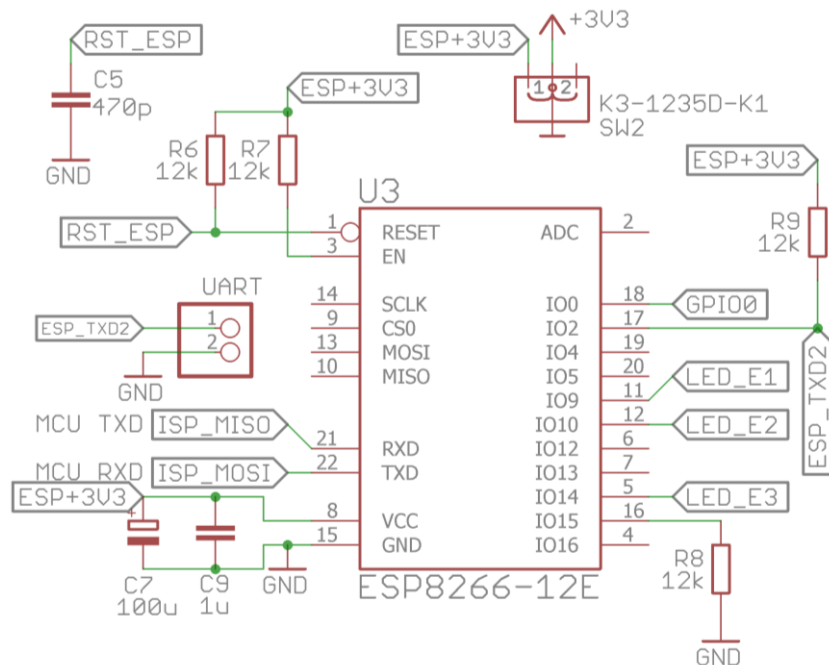 RST_ESP
C5
470p
GND
ESP+3V3
R6
12k
R7
12k
RST_ESP
ESP+3V3
+3V3
1 2
K3-1235D-K1
SW2
ESP+3V3
R9
12k
U3
1 RESET
3 EN
14 SCLK
9 CS0
13 MOSI
10 MISO
21 RXD
22 TXD
8 VCC
15 GND
ADC 2
IO0 18
IO2 17
IO4 19
IO5 20
IO9 11
IO10 12
IO12 6
IO13 7
IO14 5
IO15 16
IO16 4
ESP8266-12E
UART
1
2
ESP_TXD2
GND
MCU TXD ISP_MISO
MCU RXD ISP_MOSI
ESP+3V3
+
C7
100u
C9
1u
GND
GPIO0
ESP_TXD2
LED_E1
LED_E2
LED_E3
R8
12k
GND